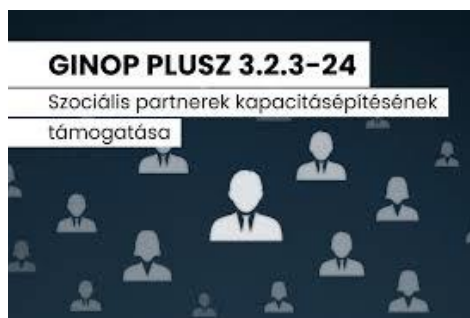 GINOP PLUSZ 3.2.3-24
Szociális partnerek kapacitásépítésének
támogatása